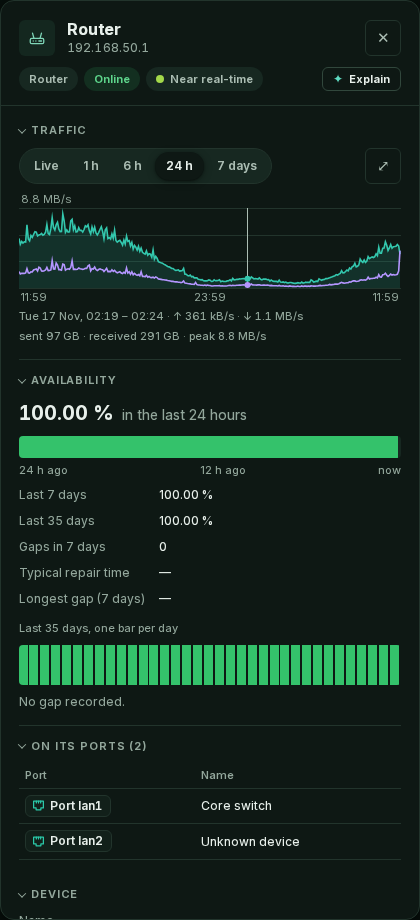 Router
192.168.50.1
Router
Online
Near real-time
Explain
TRAFFIC
Live 1 h 6 h 24 h 7 days
8.8 MB/s
11:59 23:59 11:59
Tue 17 Nov, 02:19 – 02:24 · ↑ 361 kB/s · ↓ 1.1 MB/s
sent 97 GB · received 291 GB · peak 8.8 MB/s
AVAILABILITY
100.00 % in the last 24 hours
24 h ago 12 h ago now
Last 7 days 100.00 %
Last 35 days 100.00 %
Gaps in 7 days 0
Typical repair time —
Longest gap (7 days) —
Last 35 days, one bar per day
No gap recorded.
ON ITS PORTS (2)
Port Name
Port lan1 Core switch
Port lan2 Unknown device
DEVICE